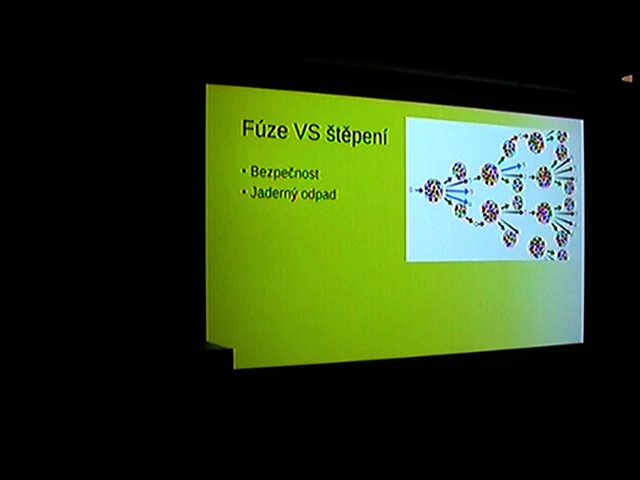 Fúze VS štěpení
• Bezpečnost
• Jaderný odpad